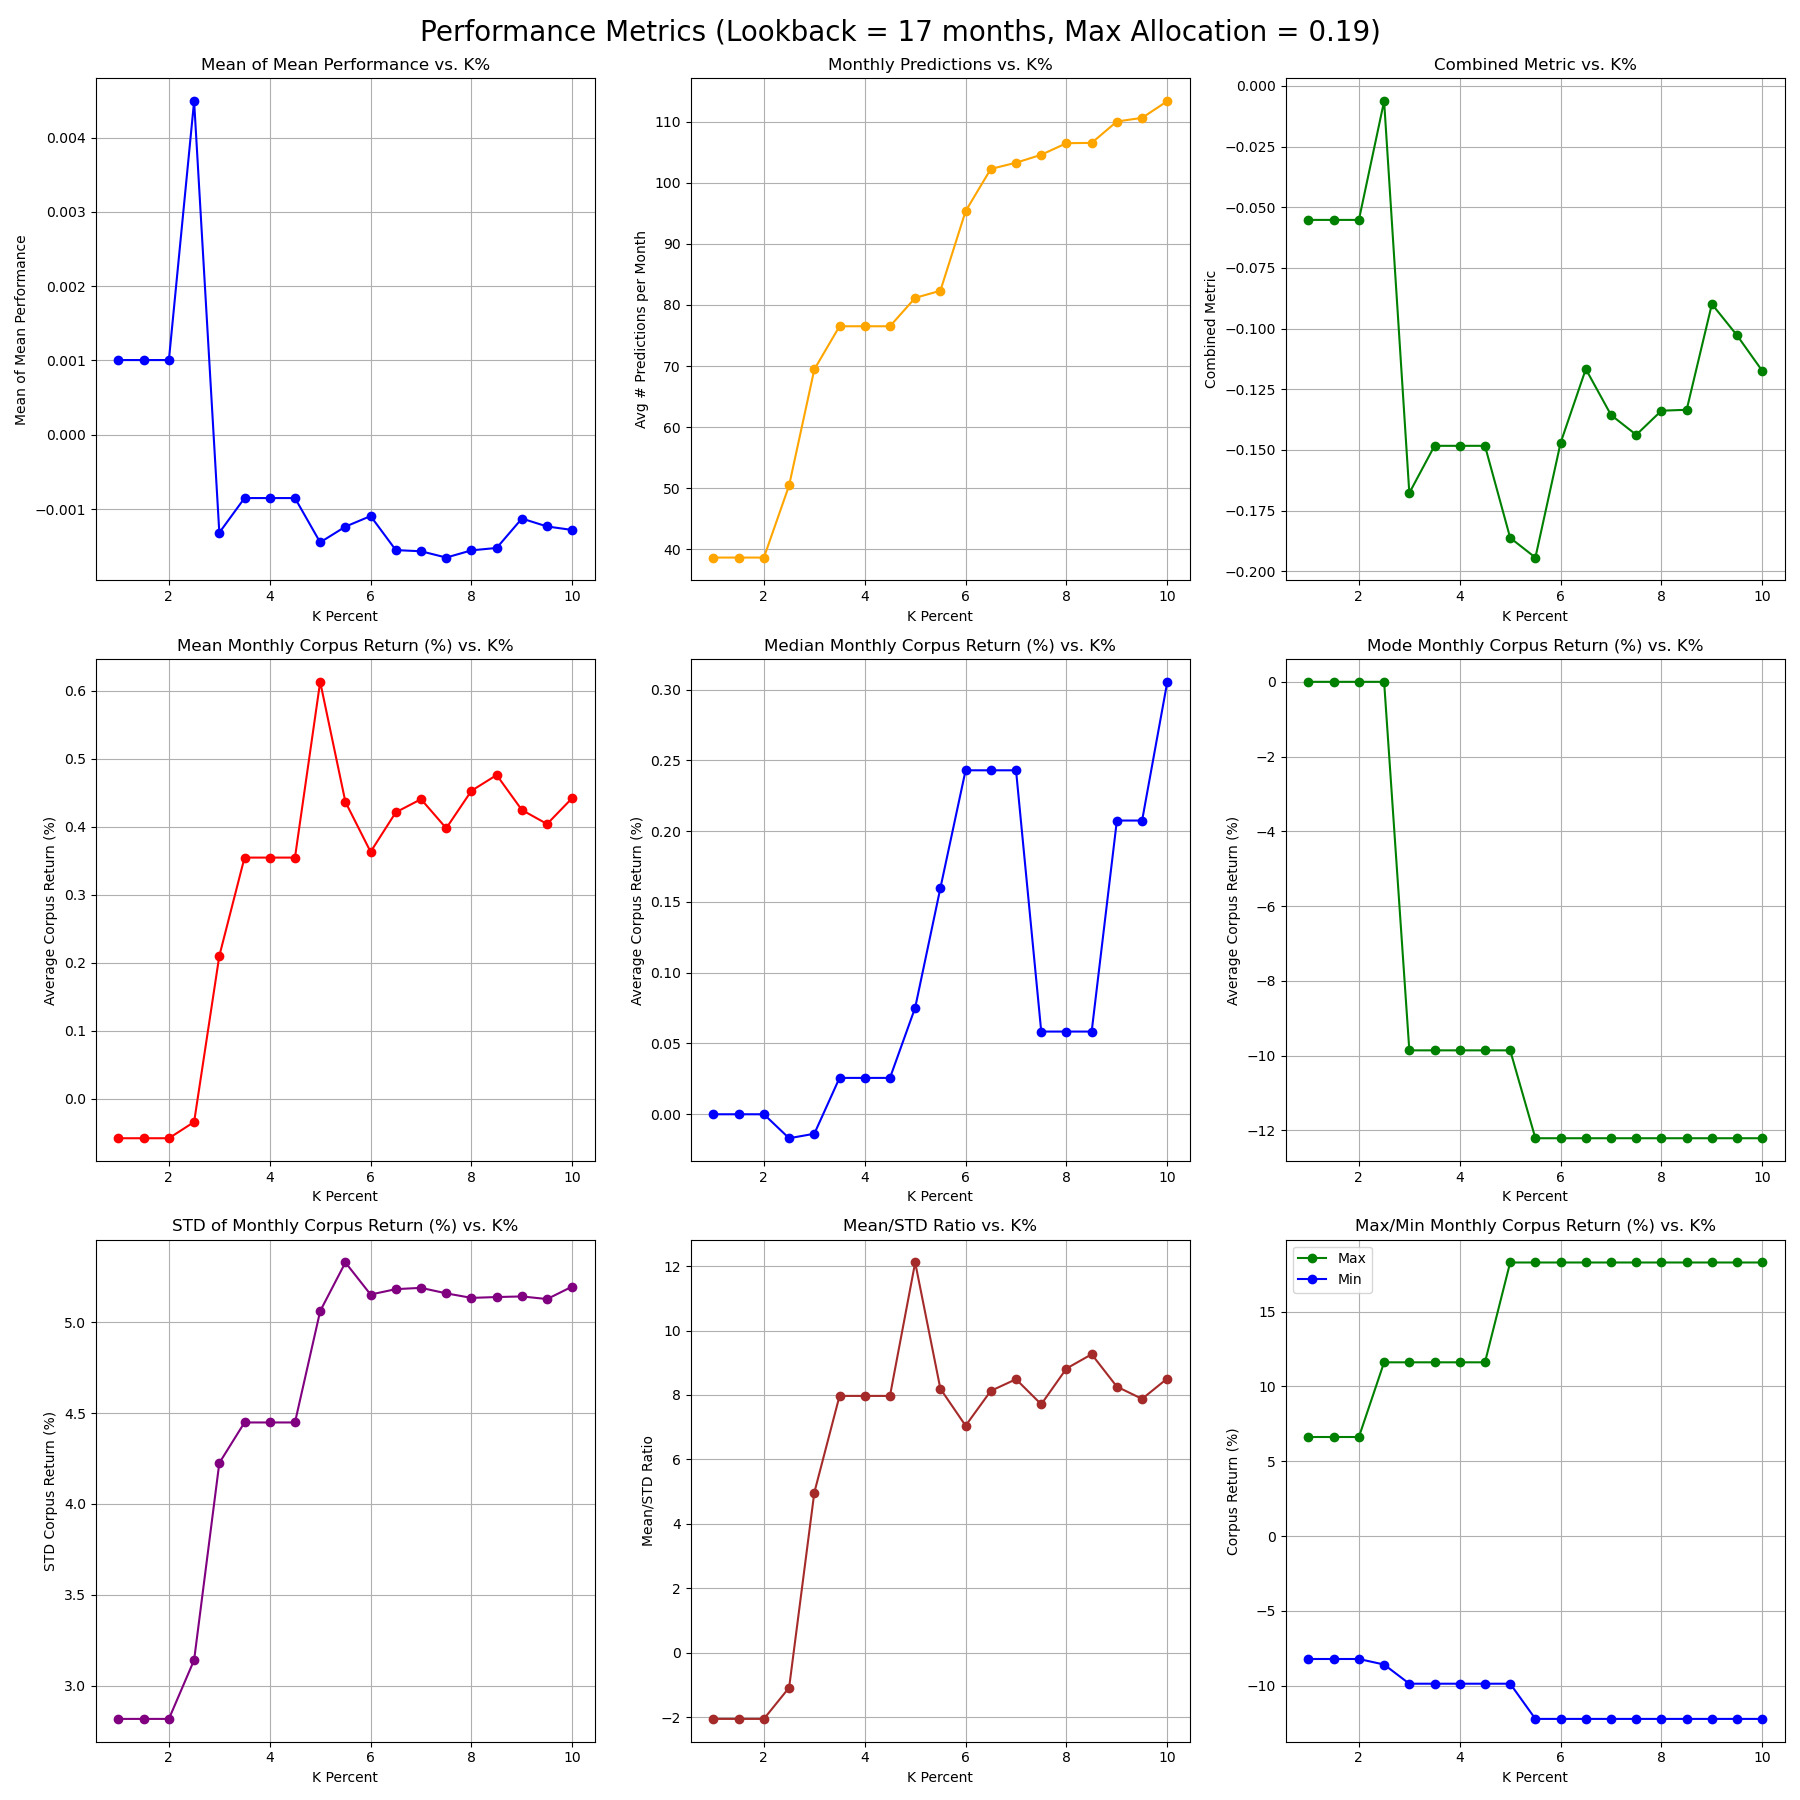 Performance Metrics (Lookback = 17 months, Max Allocation = 0.19)
Mean of Mean Performance vs. K%
Mean of Mean Performance
0.004
0.003
0.002
0.001
0.000
−0.001
2 4 6 8 10
K Percent
Monthly Predictions vs. K%
Avg # Predictions per Month
110
100
90
80
70
60
50
40
2 4 6 8 10
K Percent
Combined Metric vs. K%
Combined Metric
0.000
−0.025
−0.050
−0.075
−0.100
−0.125
−0.150
−0.175
−0.200
2 4 6 8 10
K Percent
Mean Monthly Corpus Return (%) vs. K%
Average Corpus Return (%)
0.6
0.5
0.4
0.3
0.2
0.1
0.0
2 4 6 8 10
K Percent
Median Monthly Corpus Return (%) vs. K%
Average Corpus Return (%)
0.30
0.25
0.20
0.15
0.10
0.05
0.00
2 4 6 8 10
K Percent
Mode Monthly Corpus Return (%) vs. K%
Average Corpus Return (%)
0
−2
−4
−6
−8
−10
−12
2 4 6 8 10
K Percent
STD of Monthly Corpus Return (%) vs. K%
STD Corpus Return (%)
5.0
4.5
4.0
3.5
3.0
2 4 6 8 10
K Percent
Mean/STD Ratio vs. K%
Mean/STD Ratio
12
10
8
6
4
2
0
−2
2 4 6 8 10
K Percent
Max/Min Monthly Corpus Return (%) vs. K%
Max
Min
Corpus Return (%)
15
10
5
0
−5
−10
2 4 6 8 10
K Percent